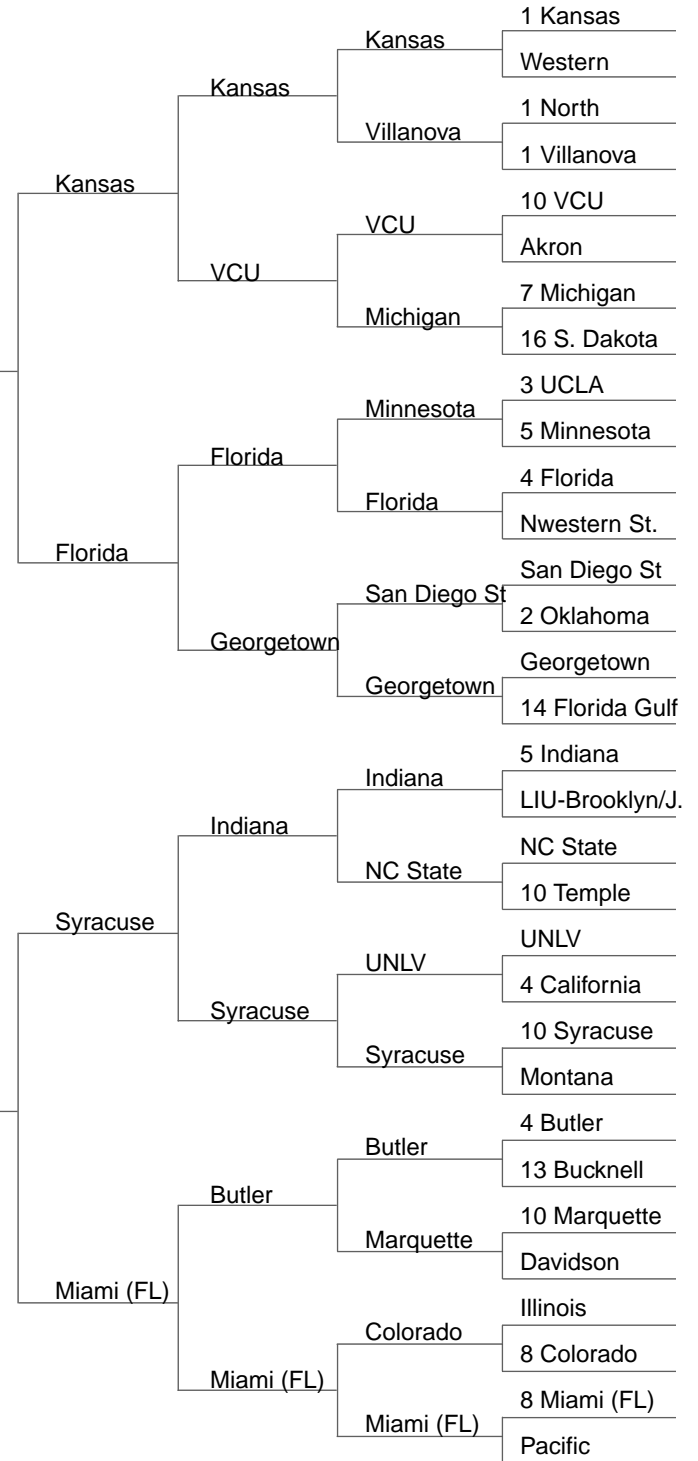 1 Kansas
Kansas
Western
Kansas
1 North
Villanova
1 Villanova
Kansas
10 VCU
VCU
Akron
VCU
7 Michigan
Michigan
16 S. Dakota
3 UCLA
Minnesota
5 Minnesota
Florida
4 Florida
Florida
Nwestern St.
Florida
San Diego St
San Diego St
2 Oklahoma
Georgetown
Georgetown
Georgetown
14 Florida Gulf
5 Indiana
Indiana
LIU-Brooklyn/J.
Indiana
NC State
NC State
10 Temple
Syracuse
UNLV
UNLV
4 California
Syracuse
10 Syracuse
Syracuse
Montana
4 Butler
Butler
13 Bucknell
Butler
10 Marquette
Marquette
Davidson
Miami (FL)
Illinois
Colorado
8 Colorado
Miami (FL)
8 Miami (FL)
Miami (FL)
Pacific